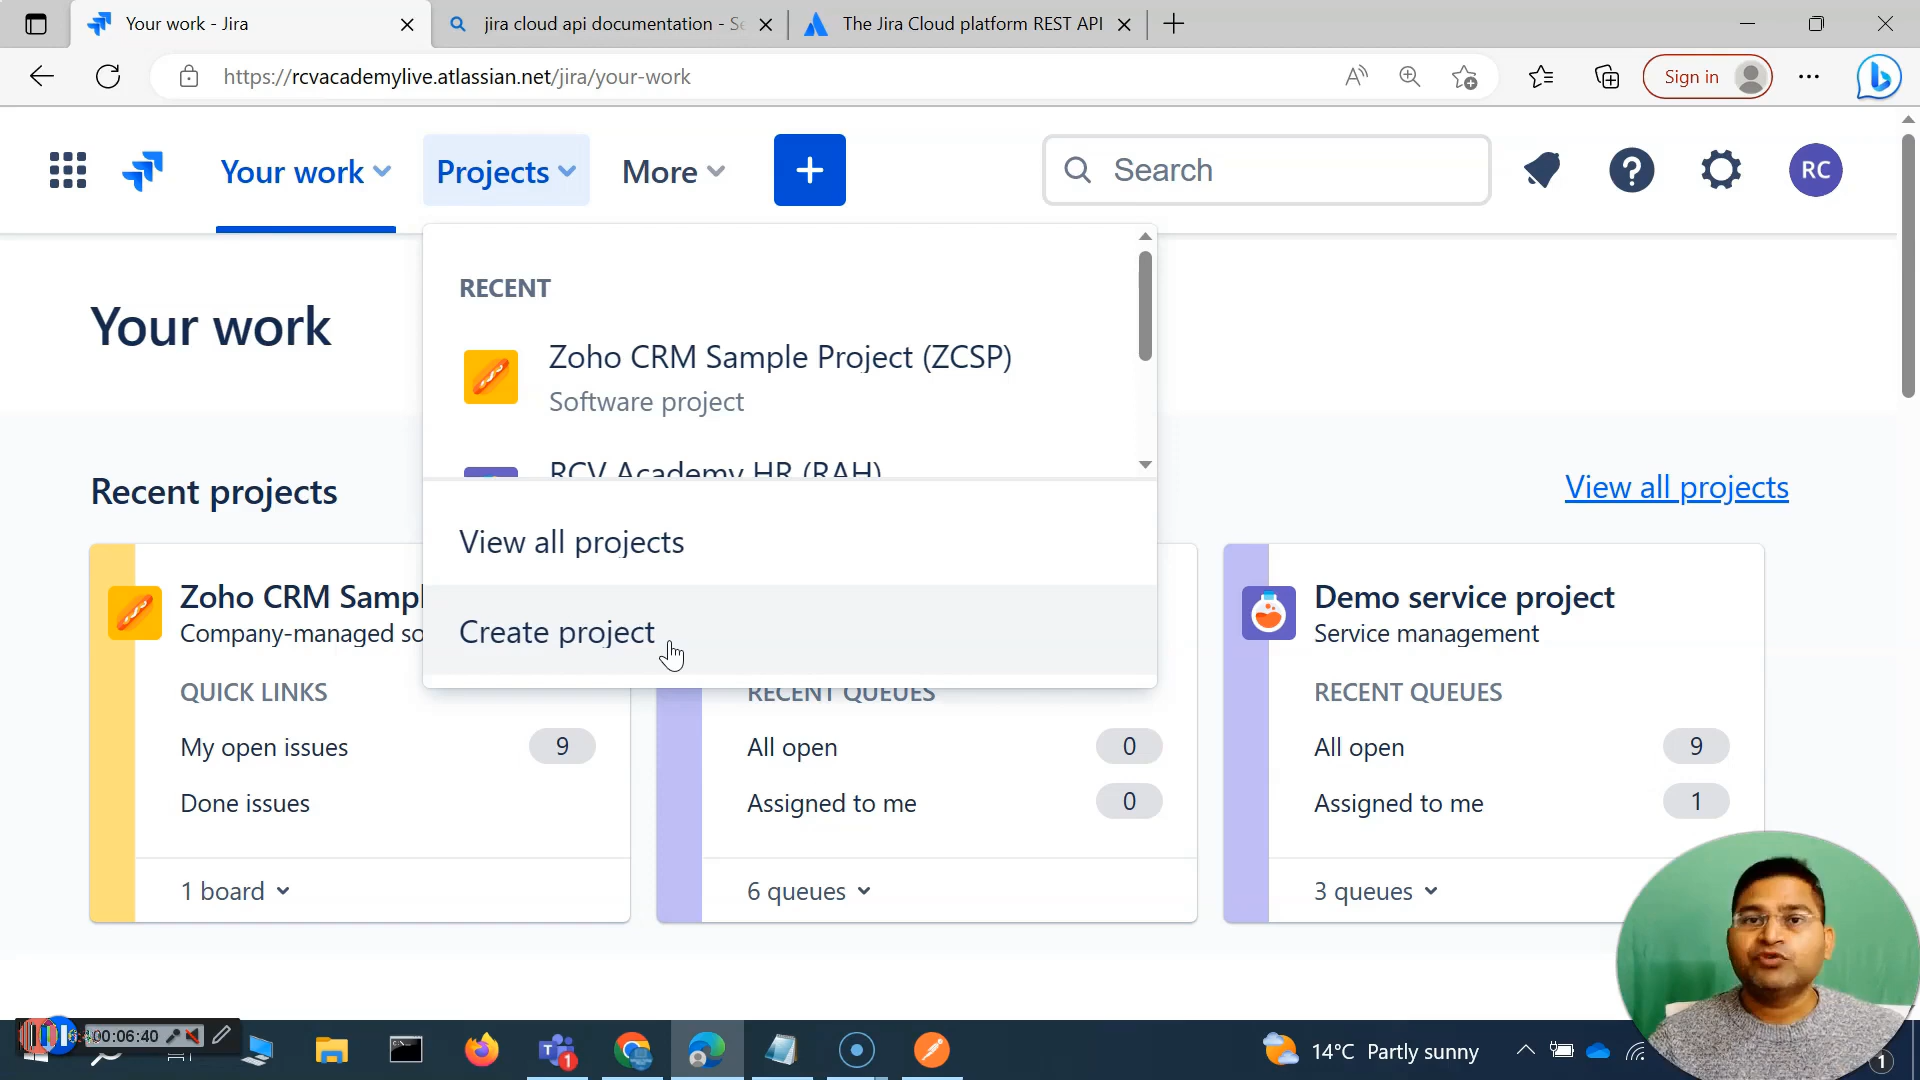 Your work - Jira
jira cloud api documentation - Se
The Jira Cloud platform REST API
https://rcvacademylive.atlassian.net/jira/your-work
Sign in
Your work
Projects
More
Search
RC
RECENT
Zoho CRM Sample Project (ZCSP)
Software project
RCV Academy HR (RAH)
View all projects
Create project
Your work
Recent projects
View all projects
Zoho CRM Sampl
Company-managed so
QUICK LINKS
My open issues 9
Done issues
1 board
RECENT QUEUES
All open 0
Assigned to me 0
6 queues
Demo service project
Service management
RECENT QUEUES
All open 9
Assigned to me 1
3 queues
00:06:40
1
14°C Partly sunny
1